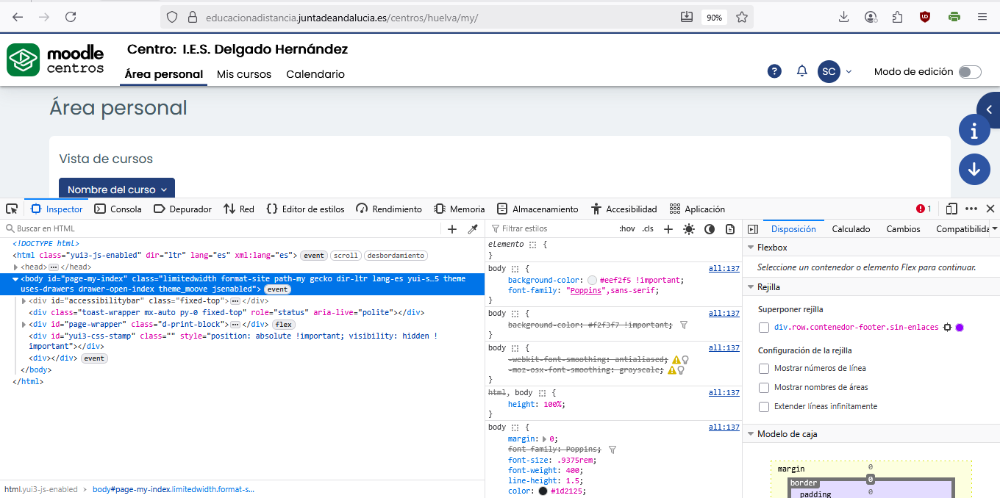 educacionadistancia.juntadeandalucia.es/centros/huelva/my/
90%
moodle
centros
Centro: I.E.S. Delgado Hernández
Área personal
Mis cursos
Calendario
?
SC
Modo de edición
Área personal
Vista de cursos
Nombre del curso
Inspector
Consola
Depurador
Red
Editor de estilos
Rendimiento
Memoria
Almacenamiento
Accesibilidad
Aplicación
1
Buscar en HTML
<!DOCTYPE html>
<html class="yui3-js-enabled" dir="ltr" lang="es" xml:lang="es"> event scroll desbordamiento
<head>···</head>
<body id="page-my-index" class="limitedwidth format-site path-my gecko dir-ltr lang-es yui-s…5 theme
uses-drawers drawer-open-index theme_moove jsenabled"> event
<div id="accessibilitybar" class="fixed-top">···</div>
<div class="toast-wrapper mx-auto py-0 fixed-top" role="status" aria-live="polite"></div>
<div id="page-wrapper" class="d-print-block">···</div> flex
<div id="yui3-css-stamp" class="" style="position: absolute !important; visibility: hidden !
important"></div>
<div></div> event
</body>
</html>
html.yui3-js-enabled > body#page-my-index.limitedwidth.format-s…
Filtrar estilos
:hov .cls
elemento {
}
body { all:137
background-color: #eef2f5 !important;
font-family: "Poppins",sans-serif;
}
body { all:137
background-color: #f2f3f7 !important;
}
body { all:137
-webkit-font-smoothing: antialiased;
-moz-osx-font-smoothing: grayscale;
}
html, body { all:137
height: 100%;
}
body { all:137
margin: 0;
font-family: Poppins;
font-size: .9375rem;
font-weight: 400;
line-height: 1.5;
color: #1d2125;
Disposición
Calculado
Cambios
Compatibilida
Flexbox
Seleccione un contenedor o elemento Flex para continuar.
Rejilla
Superponer rejilla
div.row.contenedor-footer.sin-enlaces
Configuración de la rejilla
Mostrar números de línea
Mostrar nombres de áreas
Extender líneas infinitamente
Modelo de caja
margin 0
border 0
padding 0